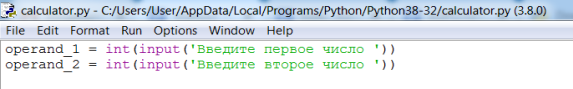 calculator.py - C:/Users/User/AppData/Local/Programs/Python/Python38-32/calculator.py (3.8.0)
File Edit Format Run Options Window Help
operand_1 = int(input('Введите первое число '))
operand_2 = int(input('Введите второе число '))